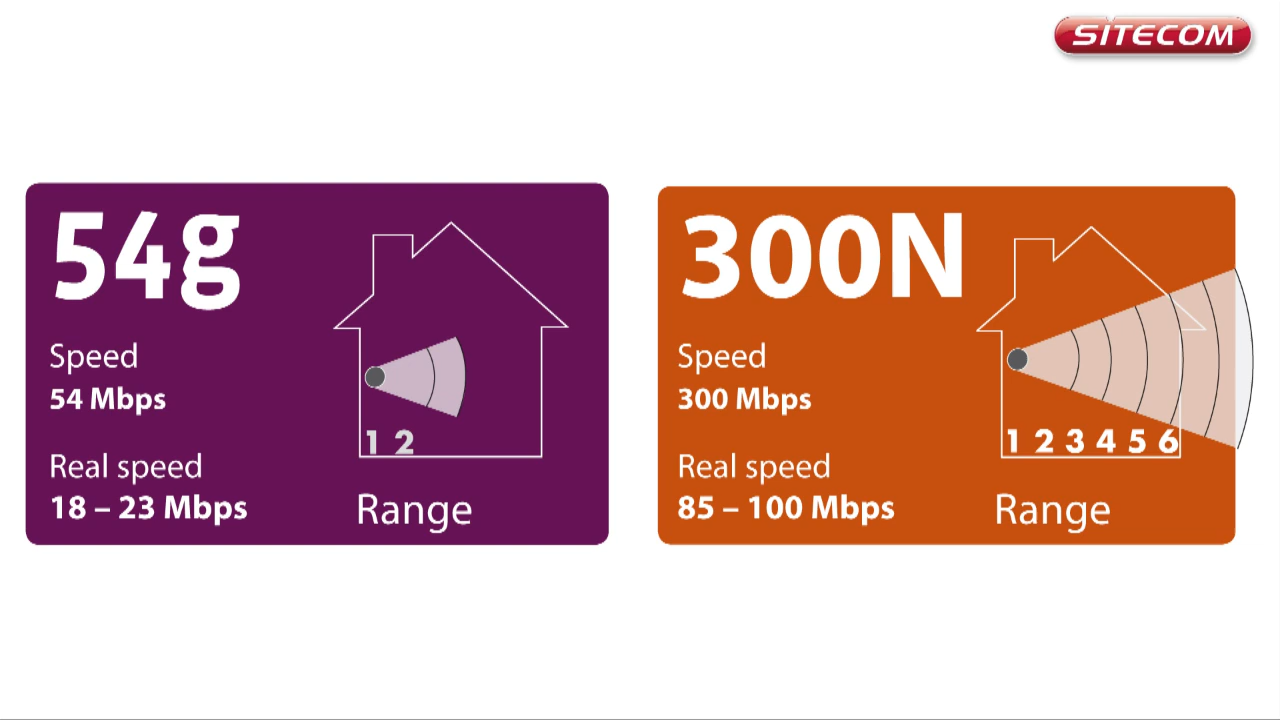 SITECOM
54g
Speed
54 Mbps
Real speed
18 – 23 Mbps
1 2
Range
300N
Speed
300 Mbps
Real speed
85 – 100 Mbps
1 2 3 4 5 6
Range